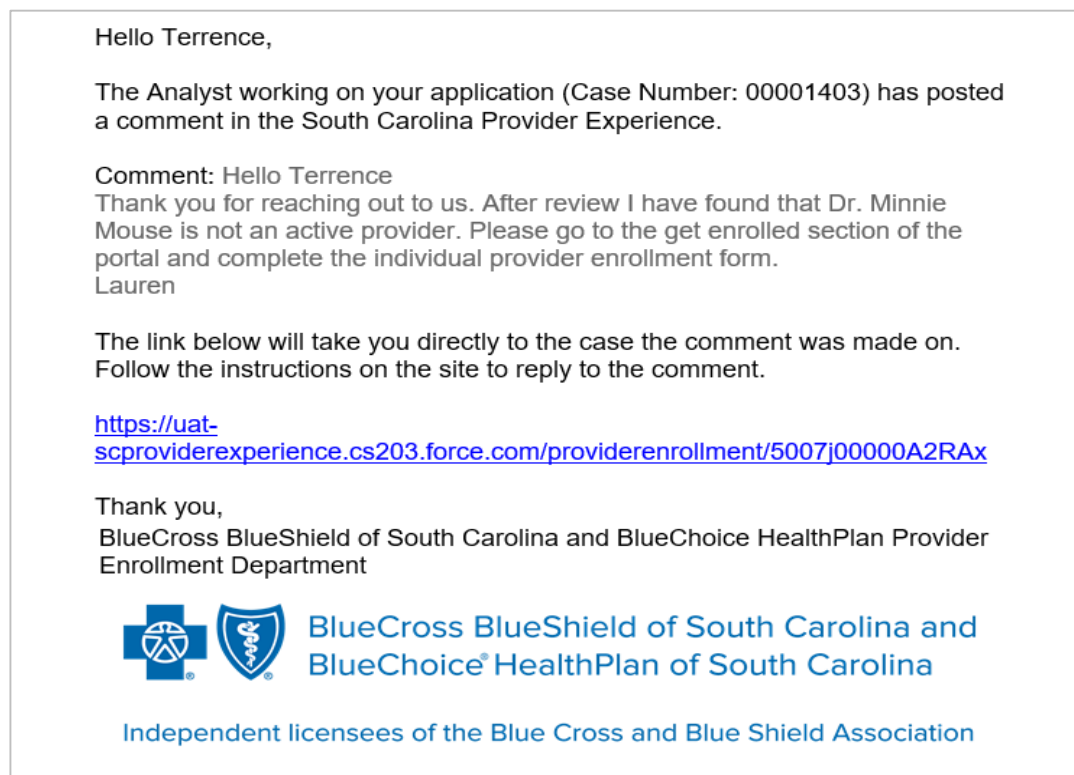 Hello Terrence,
The Analyst working on your application (Case Number: 00001403) has posted
a comment in the South Carolina Provider Experience.
Comment: Hello Terrence
Thank you for reaching out to us. After review I have found that Dr. Minnie
Mouse is not an active provider. Please go to the get enrolled section of the
portal and complete the individual provider enrollment form.
Lauren
The link below will take you directly to the case the comment was made on.
Follow the instructions on the site to reply to the comment.
https://uat-
scproviderexperience.cs203.force.com/providerenrollment/5007j00000A2RAx
Thank you,
BlueCross BlueShield of South Carolina and BlueChoice HealthPlan Provider
Enrollment Department
BlueCross BlueShield of South Carolina and
BlueChoice® HealthPlan of South Carolina
Independent licensees of the Blue Cross and Blue Shield Association